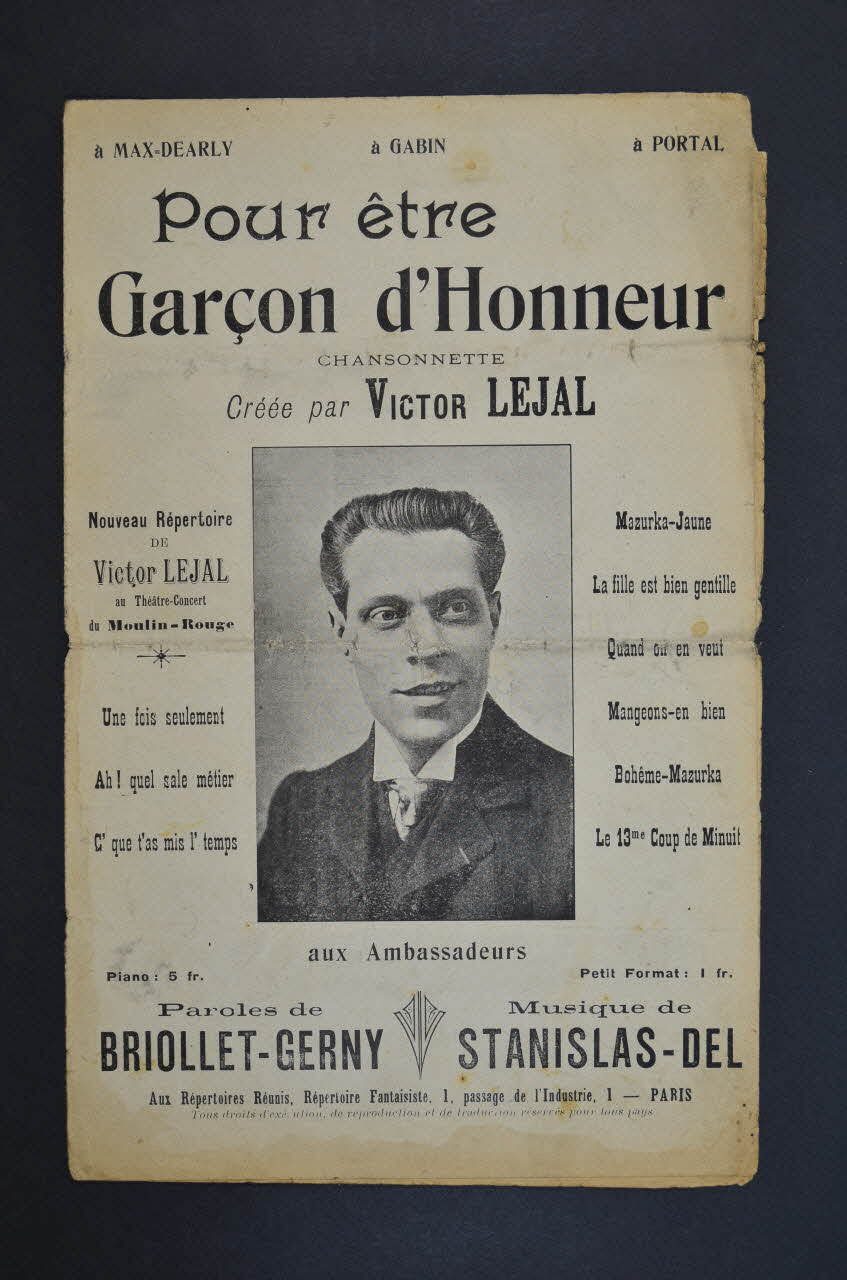 à MAX=DEARLY à GABIN à PORTAL
Pour être
Garçon d'Honneur
CHANSONNETTE
Créée par VICTOR LEJAL
Nouveau Répertoire
DE
Victor LEJAL
au Théâtre-Concert
du Moulin-Rouge
Une fois seulement
Ah! quel sale métier
C' que t'as mis l' temps
Mazurka-Jaune
La fille est bien gentille
Quand on en veut
Mangeons-en bien
Bohême-Mazurka
Le 13me Coup de Minuit
aux Ambassadeurs
Piano: 5 fr. Petit Format: 1 fr.
Paroles de Musique de
BRIOLLET-GERNY STANISLAS-DEL
Aux Répertoires Réunis, Répertoire Fantaisiste, 1, passage de l'Industrie, 1 — PARIS
Tous droits d'exécution, de reproduction et de traduction réservés pour tous pays